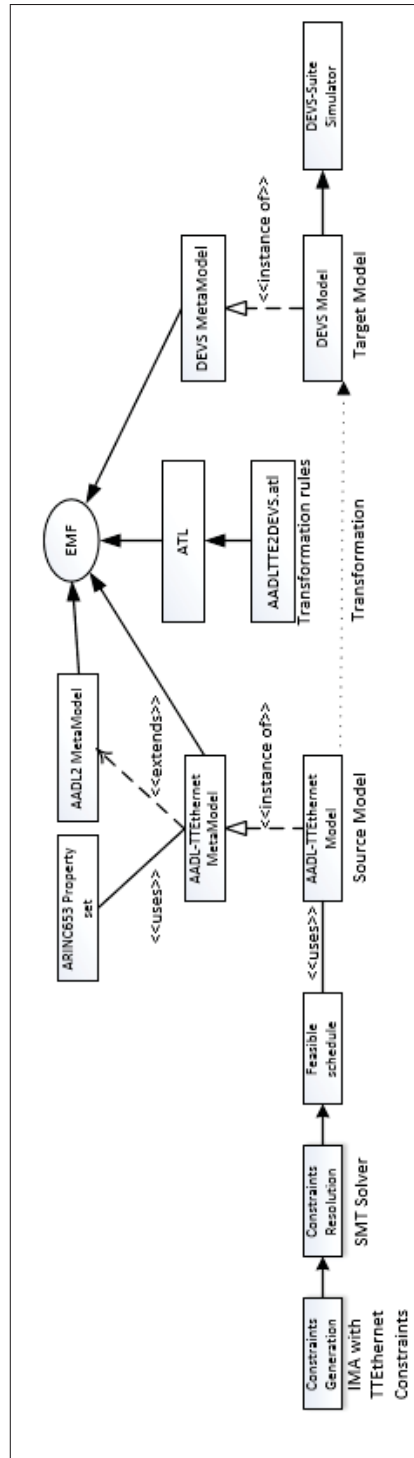 EMF
ARINC653 Property
set
AADL2 MetaModel
<<uses>>
<<extends>>
AADL-TTEthernet
MetaModel
ATL
DEVS MetaModel
AADLTTE2DEVS.atl
Transformation rules
<<instance of>>
<<instance of>>
Constraints
Generation
IMA with
TTEthernet
Constraints
Constraints
Resolution
SMT Solver
Feasible
schedule
<<uses>>
AADL-TTEthernet
Model
Source Model
Transformation
DEVS Model
Target Model
DEVS-Suite
Simulator